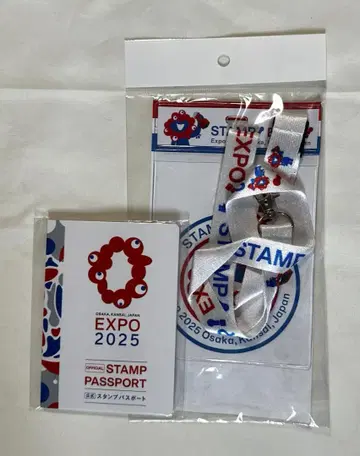 STAMP
EXPO
STAMP
STAMP
2025 Osaka, Kansai, Japan
OSAKA, KANSAI, JAPAN
EXPO
2025
OFFICIAL STAMP
PASSPORT
公式 スタンプパスポート